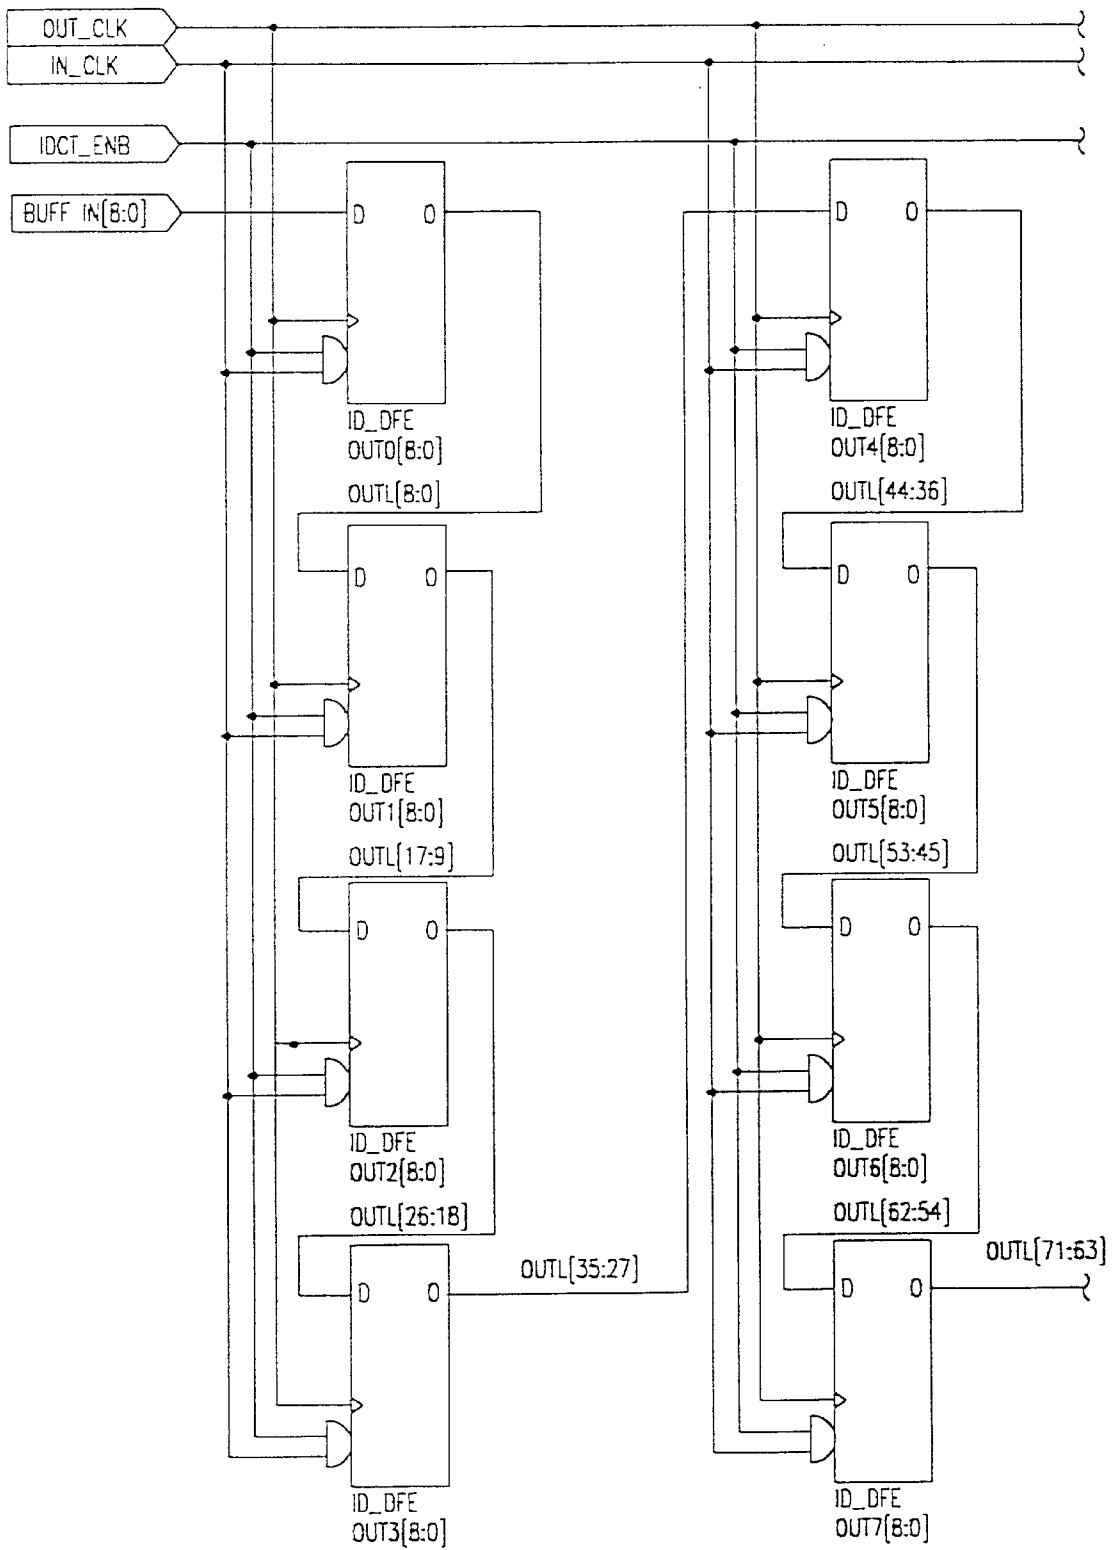 OUT_CLK
IN_CLK
IDCT_ENB
BUFF IN[8:0]
D O
ID_DFE
OUT0[8:0]
OUTL[8:0]
D O
ID_DFE
OUT1[8:0]
OUTL[17:9]
D O
ID_DFE
OUT2[8:0]
OUTL[26:18]
D O
ID_DFE
OUT3[8:0]
OUTL[35:27]
D O
ID_DFE
OUT4[8:0]
OUTL[44:36]
D O
ID_DFE
OUT5[8:0]
OUTL[53:45]
D O
ID_DFE
OUT6[8:0]
OUTL[62:54]
D O
ID_DFE
OUT7[8:0]
OUTL[71:63]